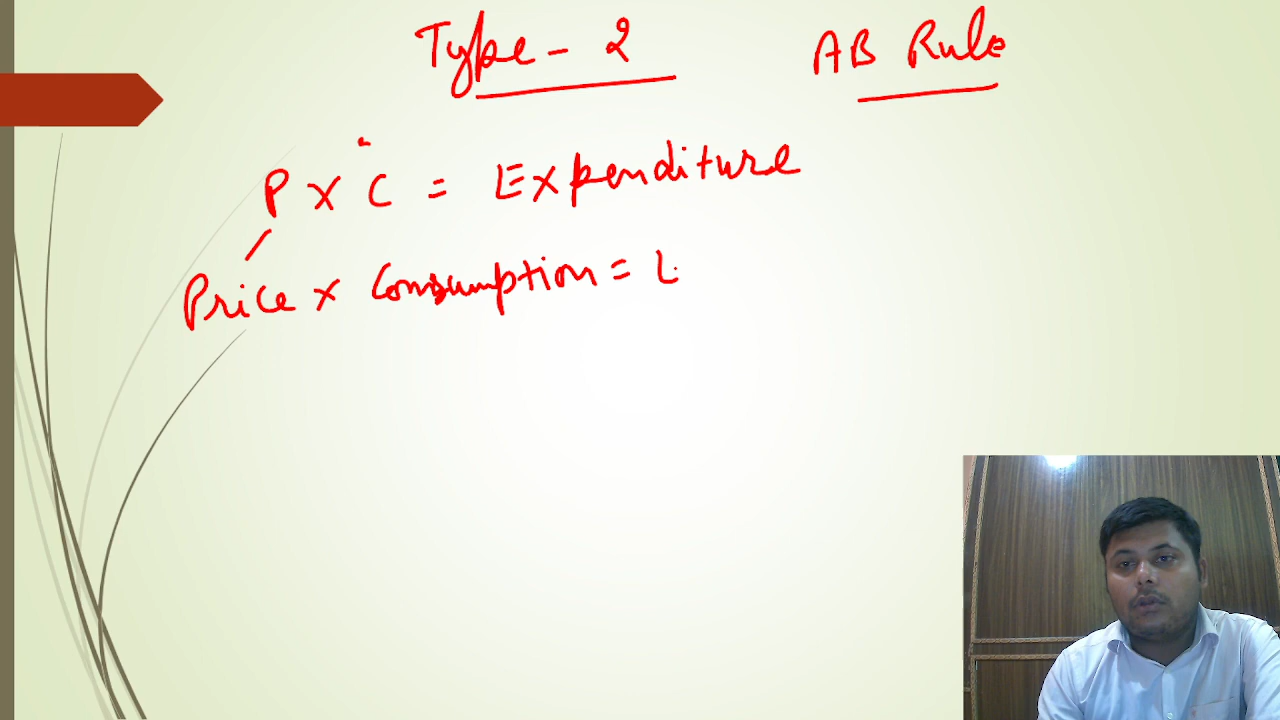 Type - 2 AB Rule
P x C = Expenditure
Price x Consumption =